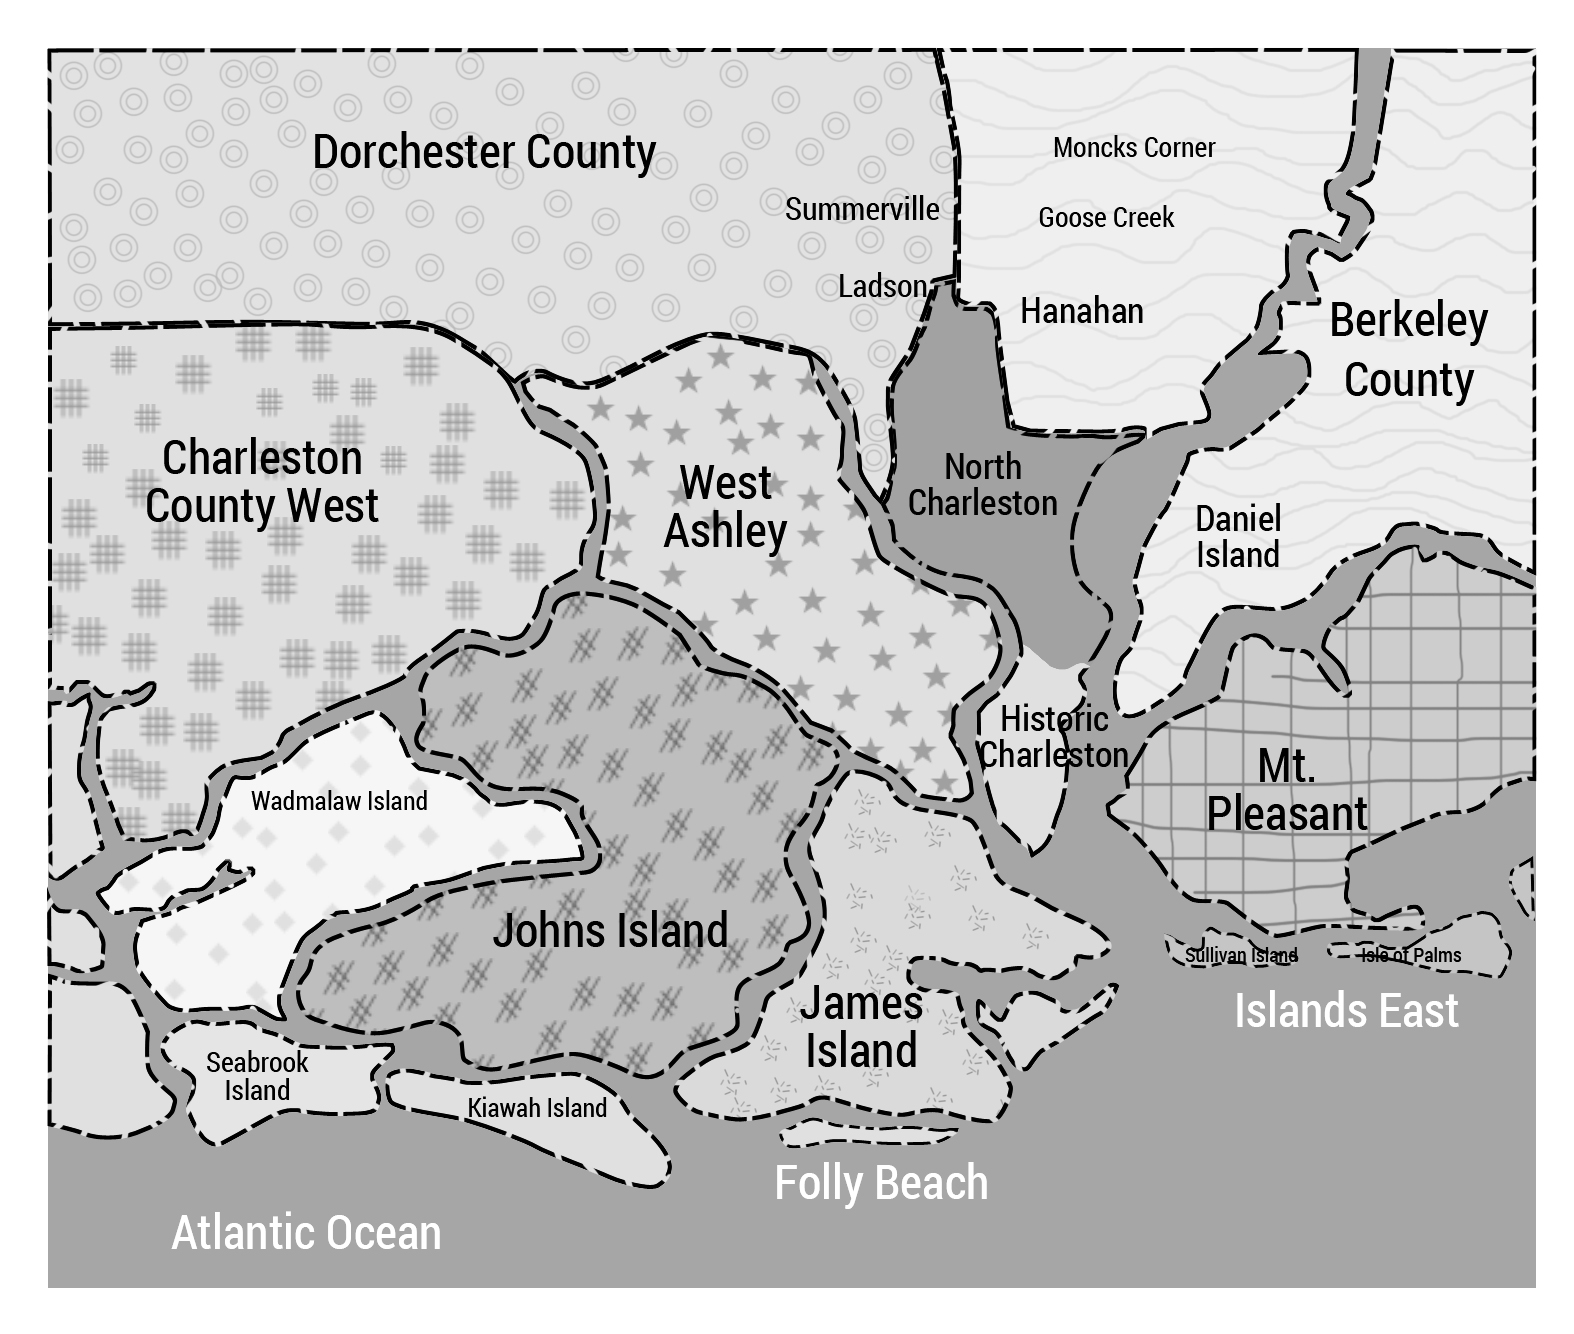 Dorchester County
Moncks Corner
Summerville
Goose Creek
Ladson
Hanahan
Berkeley
County
Charleston
County West
West
Ashley
North
Charleston
Daniel
Island
Historic
Charleston
Mt.
Pleasant
Wadmalaw Island
Johns Island
Sullivan Island
Isle of Palms
James
Island
Islands East
Seabrook
Island
Kiawah Island
Folly Beach
Atlantic Ocean